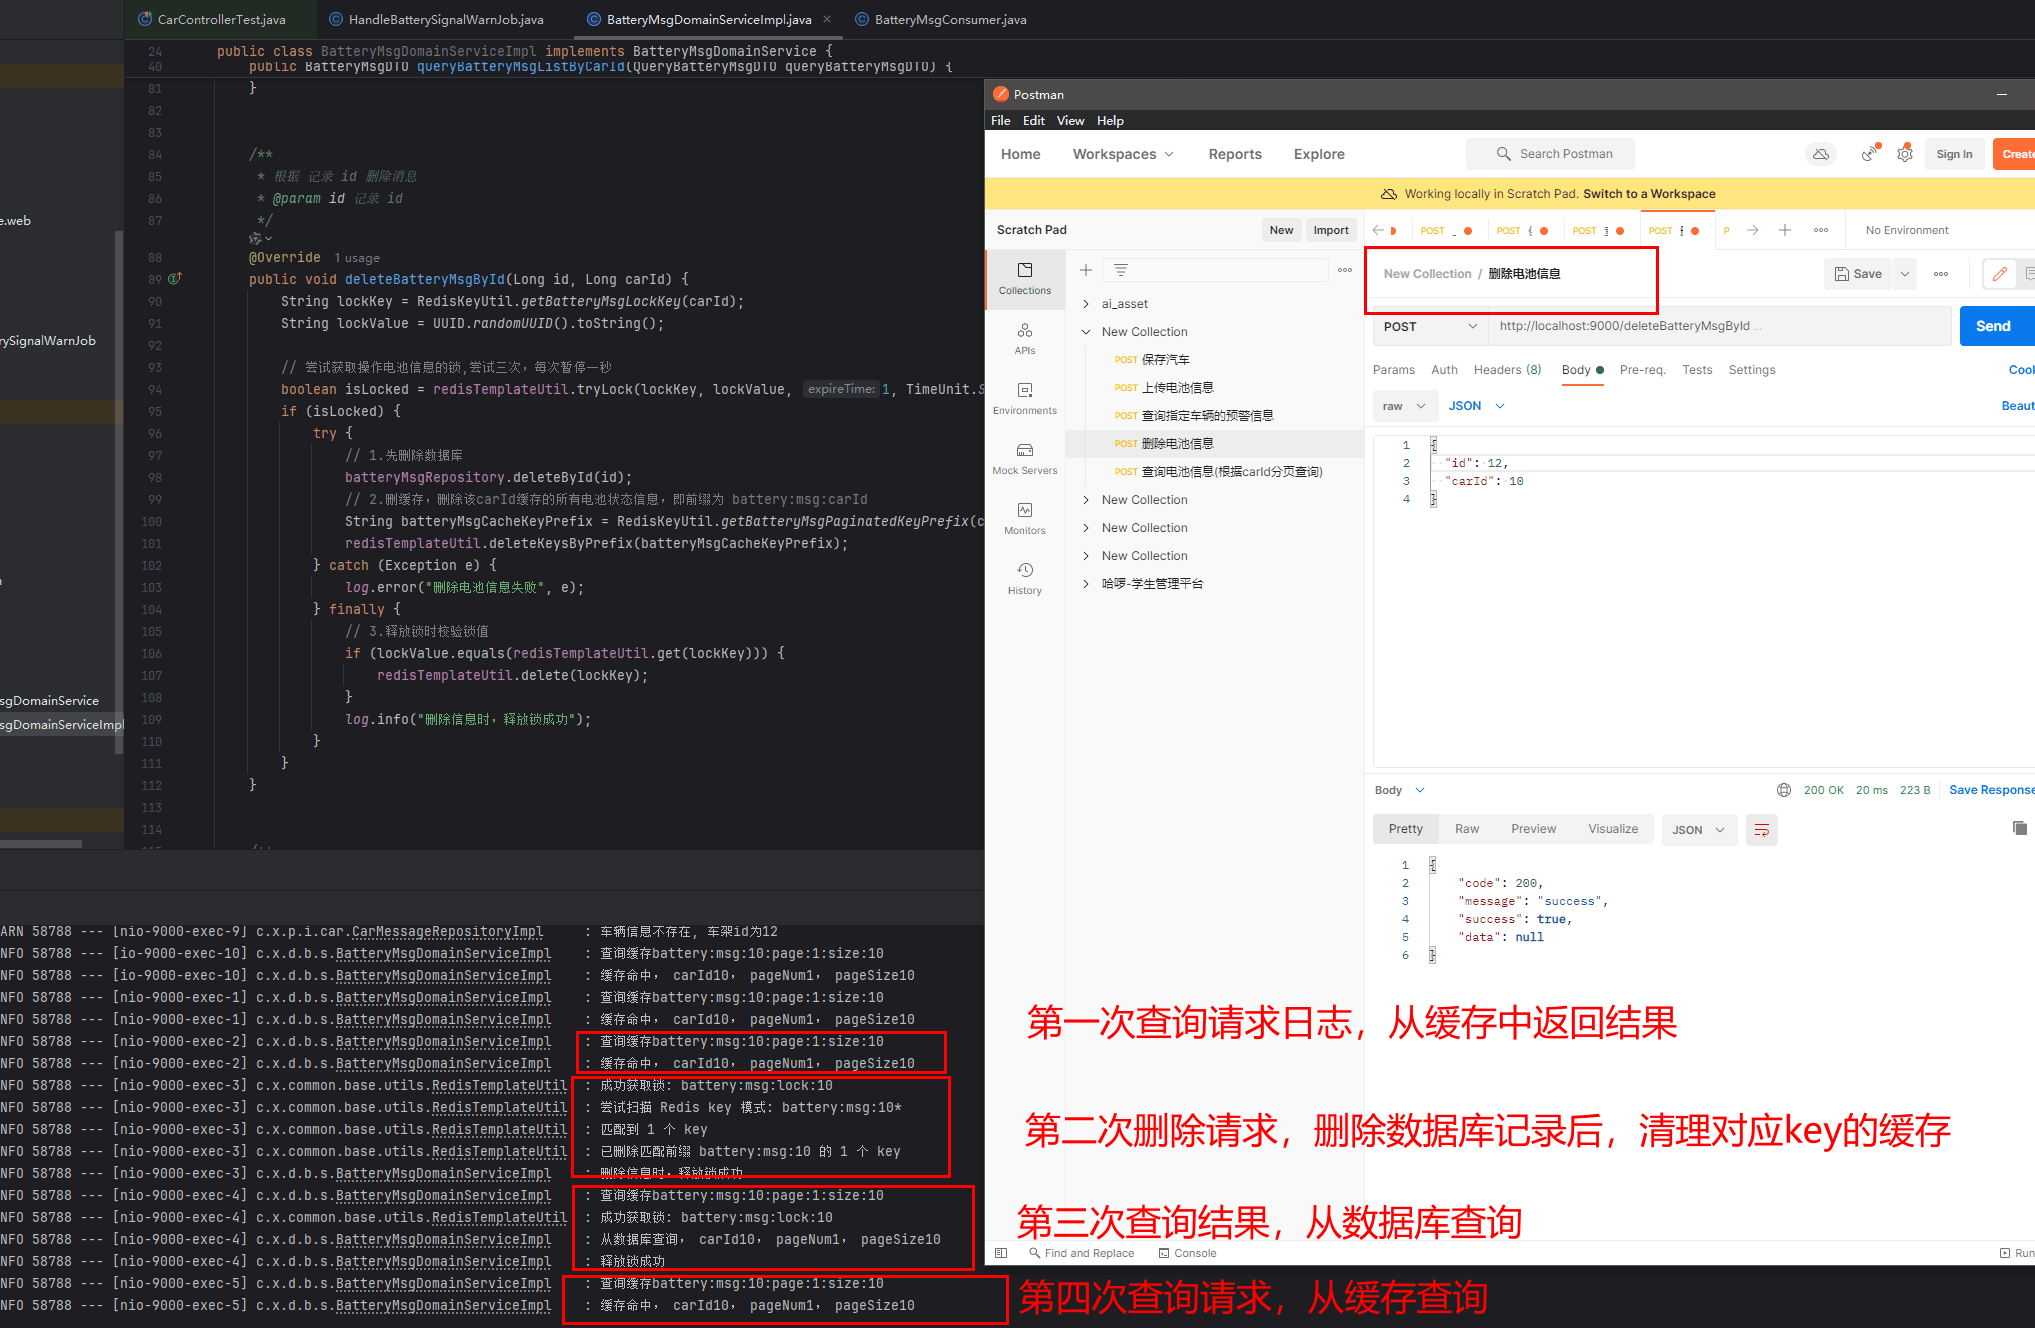 CarControllerTest.java
HandleBatterySignalWarnJob.java
BatteryMsgDomainServiceImpl.java
BatteryMsgConsumer.java
24 public class BatteryMsgDomainServiceImpl implements BatteryMsgDomainService {
40 public BatteryMsgDTO queryBatteryMsgListByCarId(QueryBatteryMsgDTO queryBatteryMsgDTO) {
81 }
82
83
84 /**
85 * 根据 记录 id 删除消息
86 * @param id 记录 id
87 */
88 @Override 1 usage
89 public void deleteBatteryMsgById(Long id, Long carId) {
90 String lockKey = RedisKeyUtil.getBatteryMsgLockKey(carId);
91 String lockValue = UUID.randomUUID().toString();
92
93 // 尝试获取操作电池信息的锁,尝试三次，每次暂停一秒
94 boolean isLocked = redisTemplateUtil.tryLock(lockKey, lockValue, expireTime: 1, TimeUnit.S
95 if (isLocked) {
96 try {
97 // 1.先删除数据库
98 batteryMsgRepository.deleteById(id);
99 // 2.删缓存，删除该carId缓存的所有电池状态信息，即前缀为 battery:msg:carId
100 String batteryMsgCacheKeyPrefix = RedisKeyUtil.getBatteryMsgPaginatedKeyPrefix(c
101 redisTemplateUtil.deleteKeysByPrefix(batteryMsgCacheKeyPrefix);
102 } catch (Exception e) {
103 log.error("删除电池信息失败", e);
104 } finally {
105 // 3.释放锁时校验锁值
106 if (lockValue.equals(redisTemplateUtil.get(lockKey))) {
107 redisTemplateUtil.delete(lockKey);
108 }
109 log.info("删除信息时，释放锁成功");
110 }
111 }
112 }
113
114
e.web
rySignalWarnJob
sgDomainService
sgDomainServiceImpl
Postman
File Edit View Help
Home Workspaces Reports Explore
Search Postman
Sign In
Create
Working locally in Scratch Pad. Switch to a Workspace
Scratch Pad
New
Import
POST _
POST
POST
POST
P
No Environment
Collections
APIs
Environments
Mock Servers
Monitors
History
ai_asset
New Collection
POST 保存汽车
POST 上传电池信息
POST 查询指定车辆的预警信息
POST 删除电池信息
POST 查询电池信息(根据carId分页查询)
New Collection
New Collection
New Collection
哈啰-学生管理平台
New Collection / 删除电池信息
Save
POST
http://localhost:9000/deleteBatteryMsgById ...
Send
Params Auth Headers (8) Body Pre-req. Tests Settings
Cook
raw JSON
Beaut
1 {
2 "id": 12,
3 "carId": 10
4 }
Body
200 OK 20 ms 223 B Save Response
Pretty Raw Preview Visualize JSON
1 {
2 "code": 200,
3 "message": "success",
4 "success": true,
5 "data": null
6 }
Find and Replace
Console
Run
ARN 58788 --- [nio-9000-exec-9] c.x.p.i.car.CarMessageRepositoryImpl : 车辆信息不存在, 车架id为12
NFO 58788 --- [io-9000-exec-10] c.x.d.b.s.BatteryMsgDomainServiceImpl : 查询缓存battery:msg:10:page:1:size:10
NFO 58788 --- [io-9000-exec-10] c.x.d.b.s.BatteryMsgDomainServiceImpl : 缓存命中， carId10， pageNum1， pageSize10
NFO 58788 --- [nio-9000-exec-1] c.x.d.b.s.BatteryMsgDomainServiceImpl : 查询缓存battery:msg:10:page:1:size:10
NFO 58788 --- [nio-9000-exec-1] c.x.d.b.s.BatteryMsgDomainServiceImpl : 缓存命中， carId10， pageNum1， pageSize10
NFO 58788 --- [nio-9000-exec-2] c.x.d.b.s.BatteryMsgDomainServiceImpl : 查询缓存battery:msg:10:page:1:size:10
NFO 58788 --- [nio-9000-exec-2] c.x.d.b.s.BatteryMsgDomainServiceImpl : 缓存命中， carId10， pageNum1， pageSize10
NFO 58788 --- [nio-9000-exec-3] c.x.common.base.utils.RedisTemplateUtil : 成功获取锁: battery:msg:lock:10
NFO 58788 --- [nio-9000-exec-3] c.x.common.base.utils.RedisTemplateUtil : 尝试扫描 Redis key 模式: battery:msg:10*
NFO 58788 --- [nio-9000-exec-3] c.x.common.base.utils.RedisTemplateUtil : 匹配到 1 个 key
NFO 58788 --- [nio-9000-exec-3] c.x.common.base.utils.RedisTemplateUtil : 已删除匹配前缀 battery:msg:10 的 1 个 key
NFO 58788 --- [nio-9000-exec-3] c.x.d.b.s.BatteryMsgDomainServiceImpl : 删除信息时，释放锁成功
NFO 58788 --- [nio-9000-exec-4] c.x.d.b.s.BatteryMsgDomainServiceImpl : 查询缓存battery:msg:10:page:1:size:10
NFO 58788 --- [nio-9000-exec-4] c.x.common.base.utils.RedisTemplateUtil : 成功获取锁: battery:msg:lock:10
NFO 58788 --- [nio-9000-exec-4] c.x.d.b.s.BatteryMsgDomainServiceImpl : 从数据库查询， carId10， pageNum1， pageSize10
NFO 58788 --- [nio-9000-exec-4] c.x.d.b.s.BatteryMsgDomainServiceImpl : 释放锁成功
NFO 58788 --- [nio-9000-exec-5] c.x.d.b.s.BatteryMsgDomainServiceImpl : 查询缓存battery:msg:10:page:1:size:10
NFO 58788 --- [nio-9000-exec-5] c.x.d.b.s.BatteryMsgDomainServiceImpl : 缓存命中， carId10， pageNum1， pageSize10
第一次查询请求日志，从缓存中返回结果
第二次删除请求，删除数据库记录后，清理对应key的缓存
第三次查询结果，从数据库查询
第四次查询请求，从缓存查询